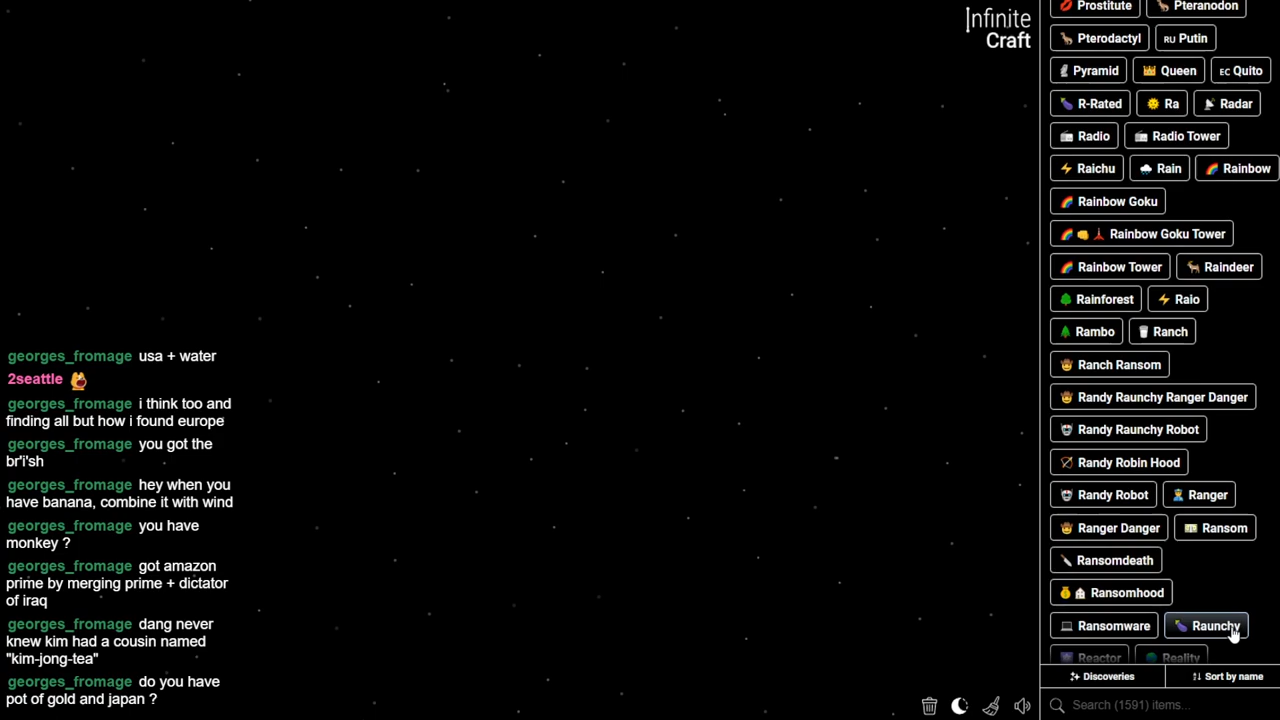 Infinite
Craft
georges_fromage usa + water
2seattle
georges_fromage i think too and
finding all but how i found europe
georges_fromage you got the
br'i'sh
georges_fromage hey when you
have banana, combine it with wind
georges_fromage you have
monkey ?
georges_fromage got amazon
prime by merging prime + dictator
of iraq
georges_fromage dang never
knew kim had a cousin named
"kim-jong-tea"
georges_fromage do you have
pot of gold and japan ?
Prostitute Pteranodon
Pterodactyl RU Putin
Pyramid Queen EC Quito
R-Rated Ra Radar
Radio Radio Tower
Raichu Rain Rainbow
Rainbow Goku
Rainbow Goku Tower
Rainbow Tower Raindeer
Rainforest Raio
Rambo Ranch
Ranch Ransom
Randy Raunchy Ranger Danger
Randy Raunchy Robot
Randy Robin Hood
Randy Robot Ranger
Ranger Danger Ransom
Ransomdeath
Ransomhood
Ransomware Raunchy
Reactor Reality
Discoveries Sort by name
Search (1591) items...